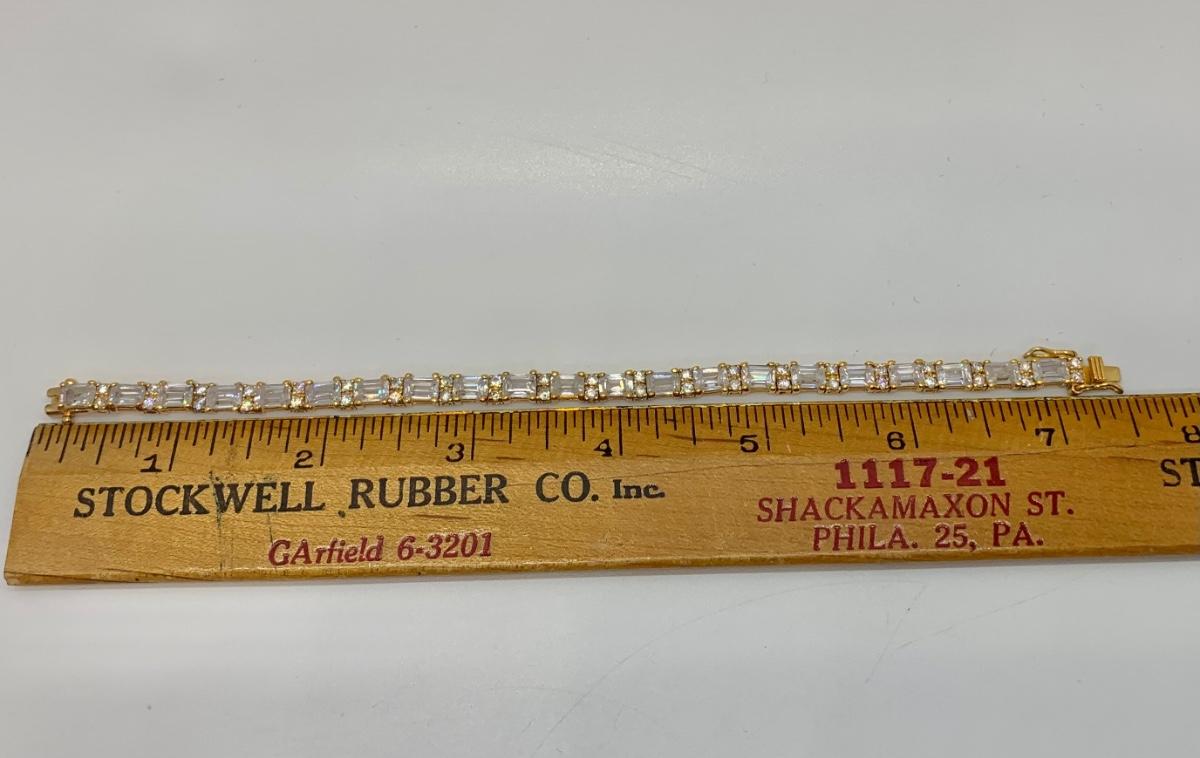 1 2 3 4 5 6 7 8
STOCKWELL RUBBER CO. Inc.
GArfield 6-3201
1117-21
SHACKAMAXON ST.
PHILA. 25, PA.
ST